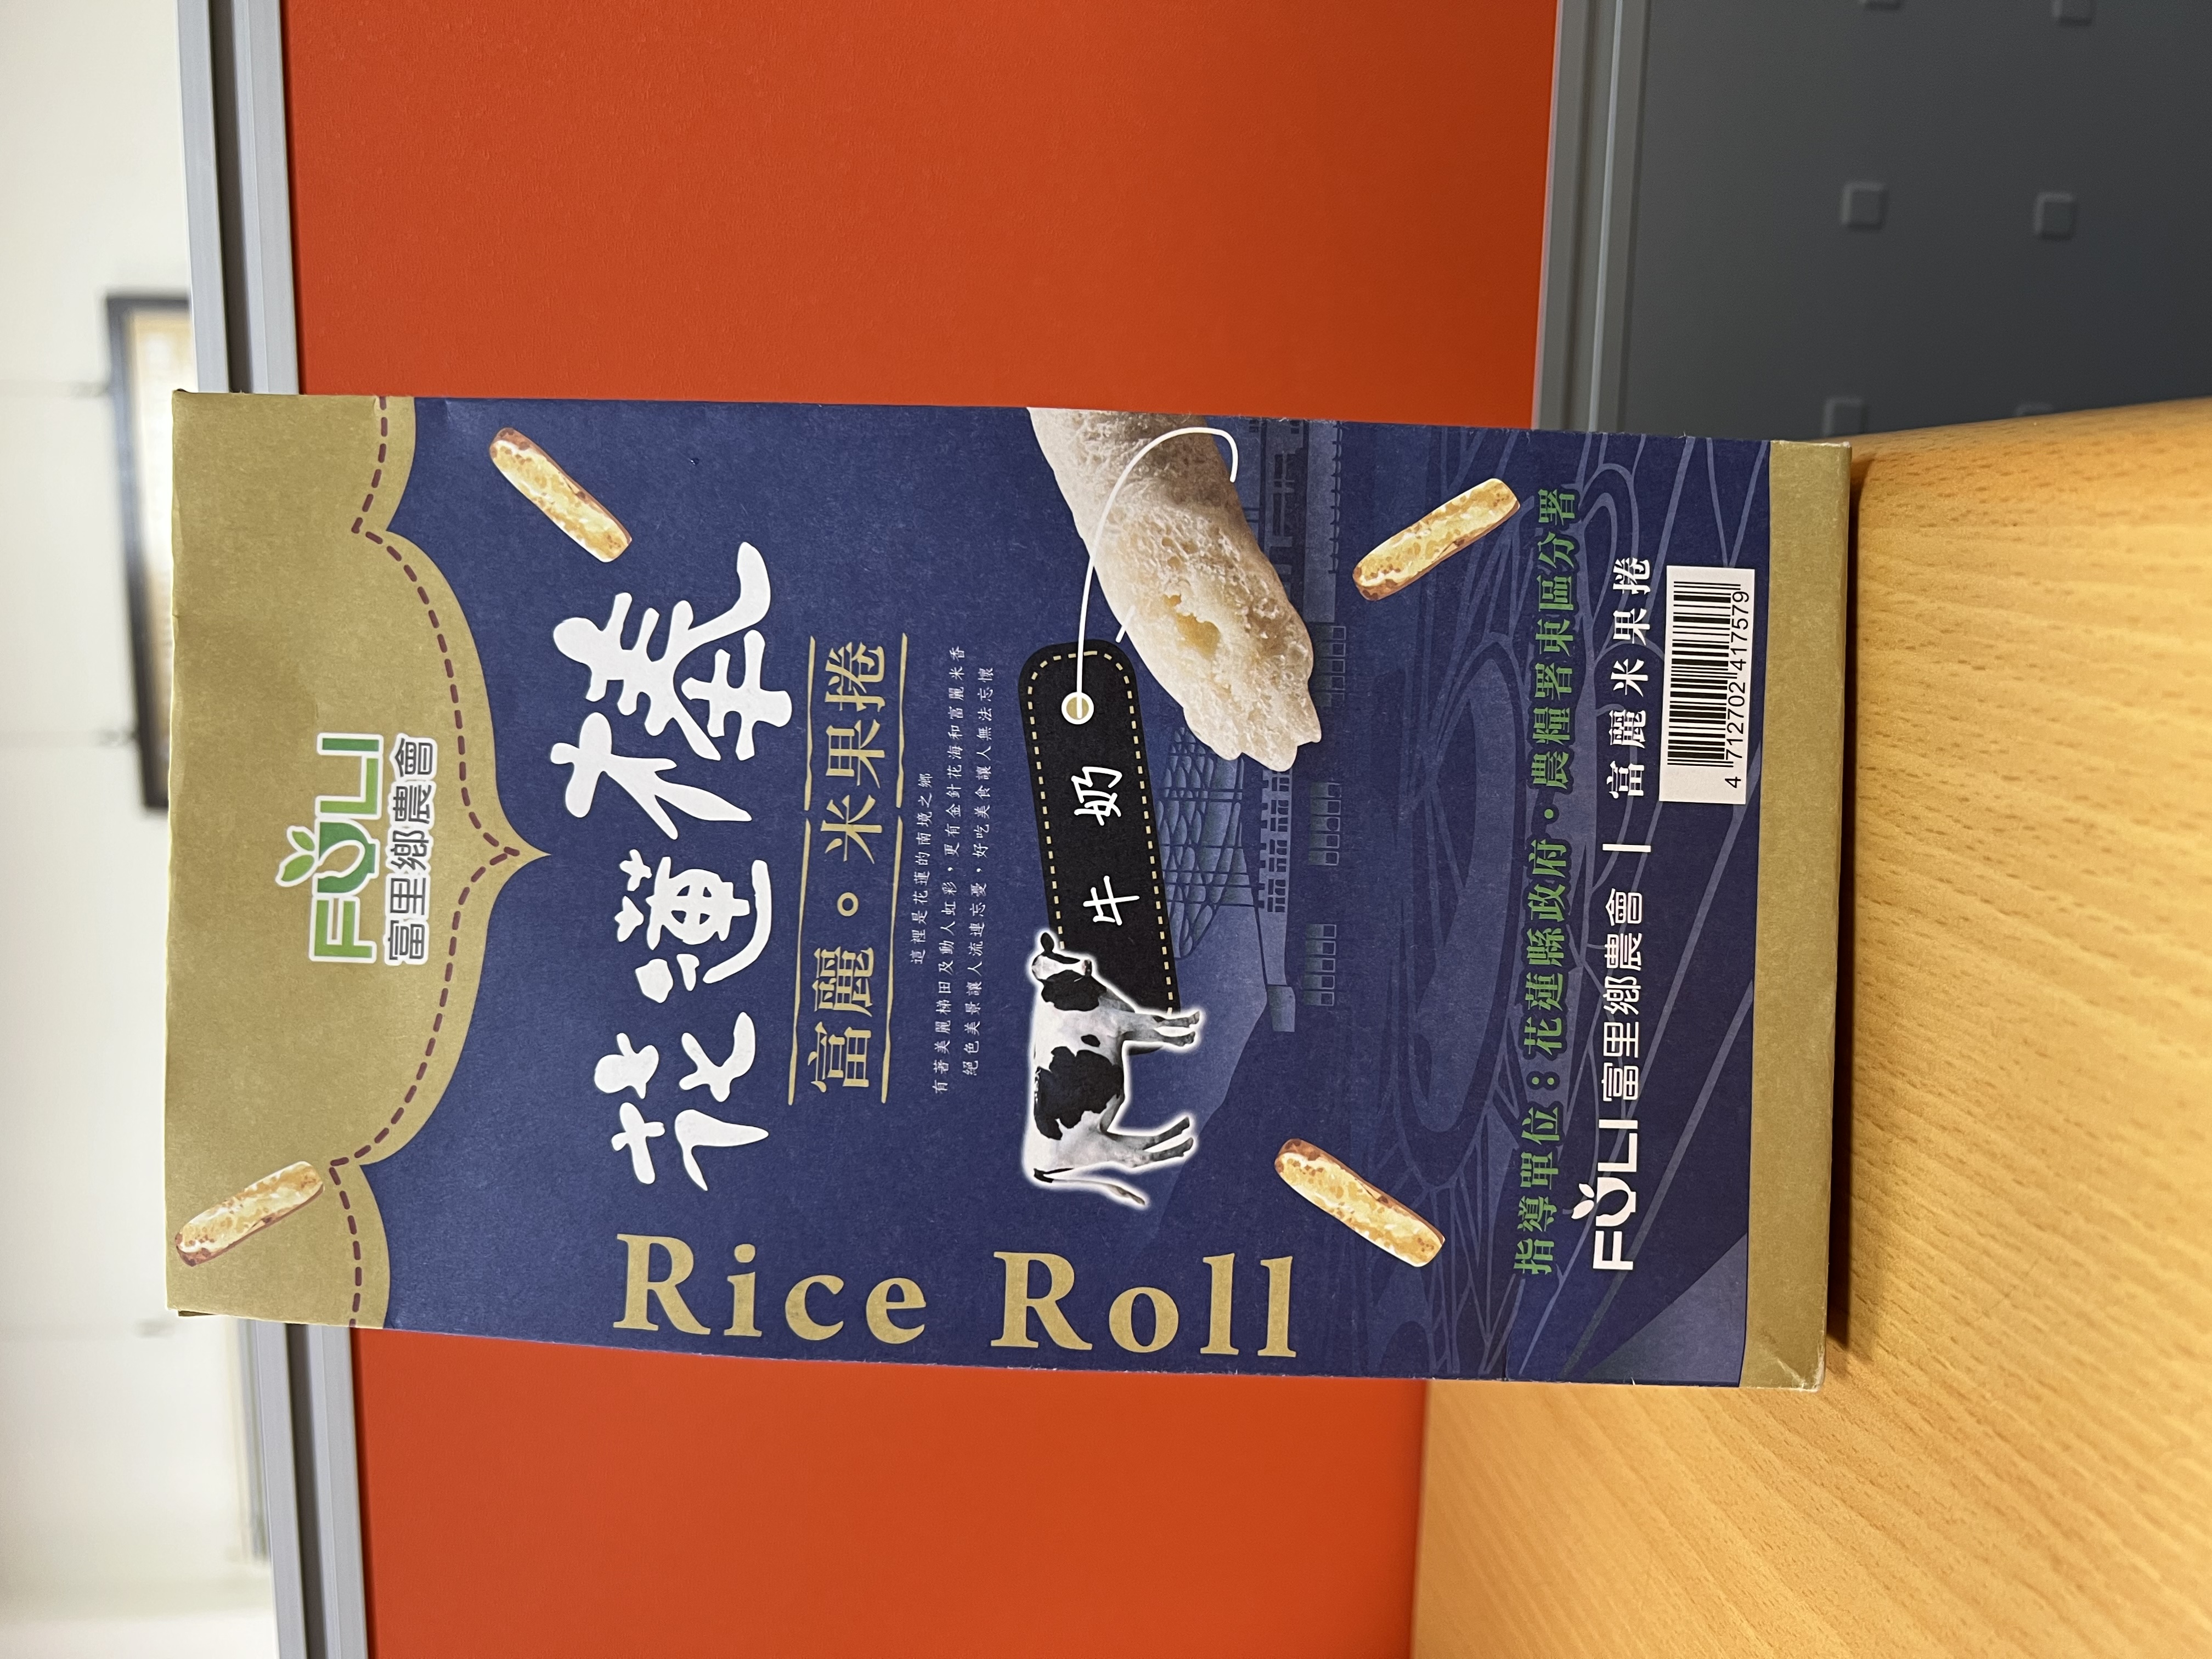 FULI
富里鄉農會
花蓮棒
富麗。米果捲
這裡是花蓮的南境之鄉
有著美麗梯田及動人虹彩，更有金針花海和富麗米香
絕色美景讓人流連忘憂，好吃美食讓人無法忘懷
牛奶
Rice Roll
指導單位：花蓮縣政府・農糧署東區分署
FULI 富里鄉農會 | 富麗米果捲
4 712702 417579